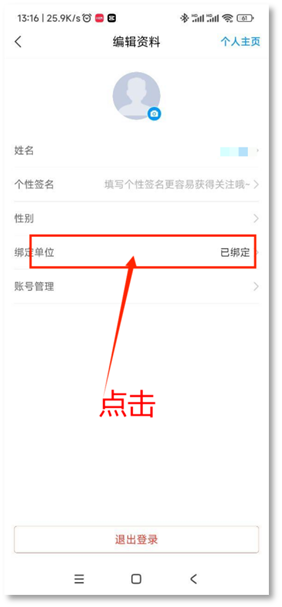 13:16 | 25.9K/s
编辑资料
个人主页
姓名
个性签名 填写个性签名更容易获得关注哦~
性别
绑定单位 已绑定
账号管理
点击
退出登录